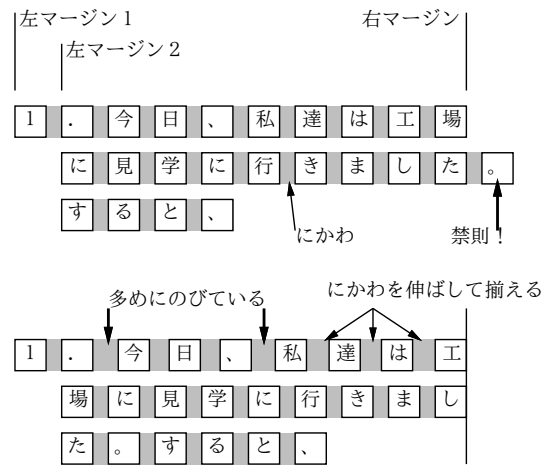 左マージン1
右マージン
左マージン2
1.今日、私達は工場
に見学に行きました。
すると、
にかわ
禁則!
多めにのびている
にかわを伸ばして揃える
1.今日、私達は工
場に見学に行きまし
た。すると、